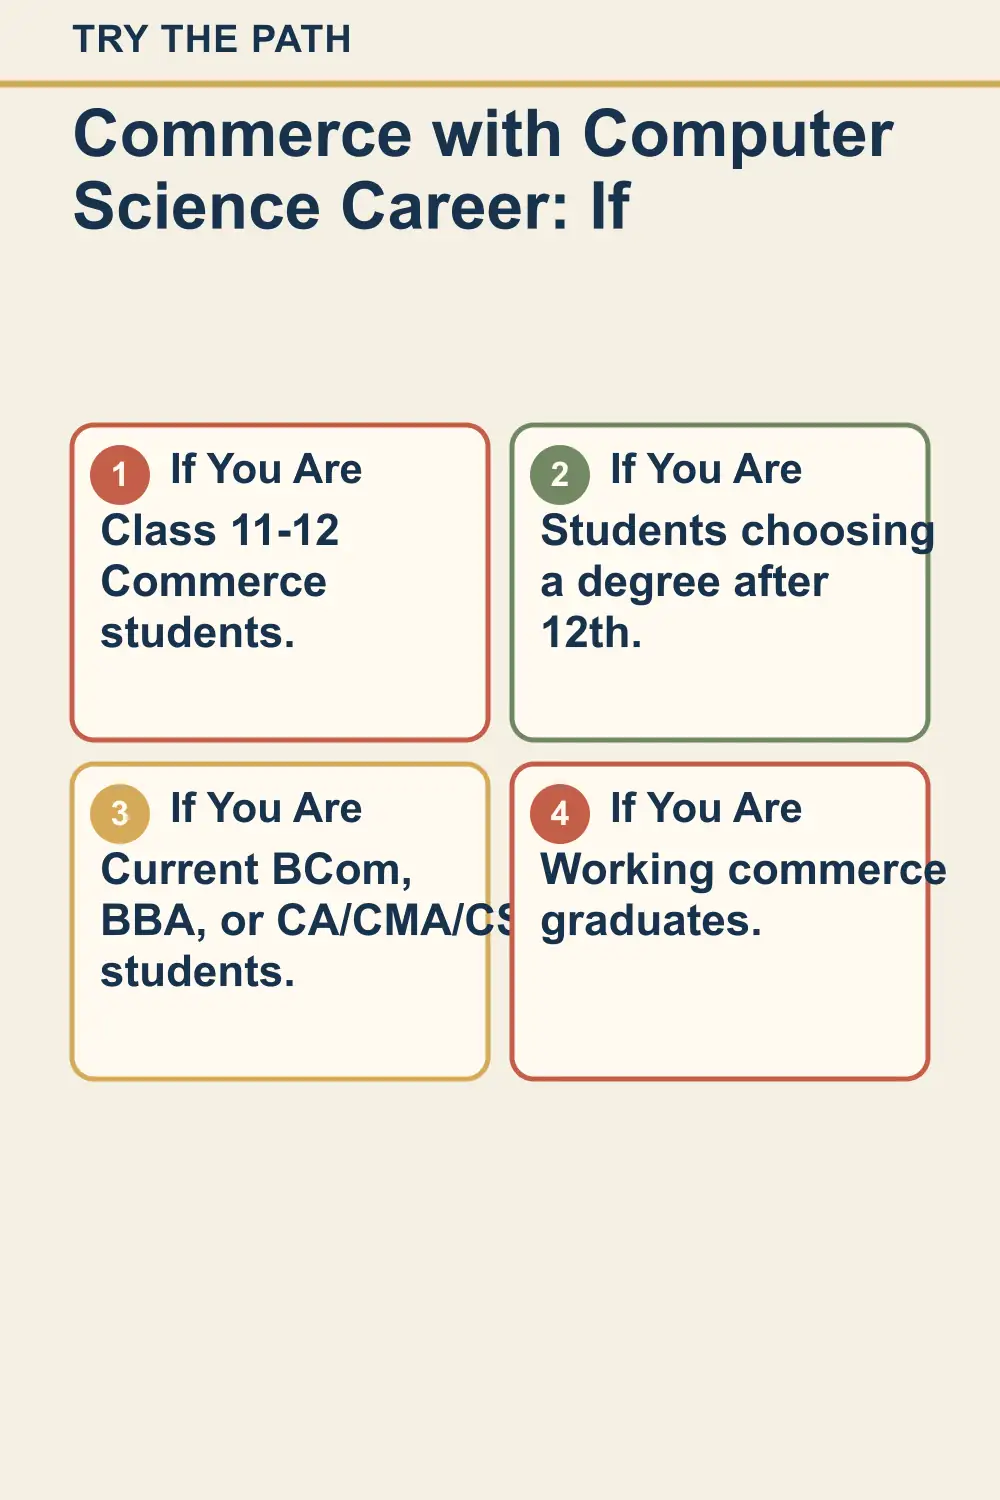 TRY THE PATH
Commerce with Computer
Science Career: If
1 If You Are
Class 11-12
Commerce
students.
2 If You Are
Students choosing
a degree after
12th.
3 If You Are
Current BCom,
BBA, or CA/CMA/CS
students.
4 If You Are
Working commerce
graduates.